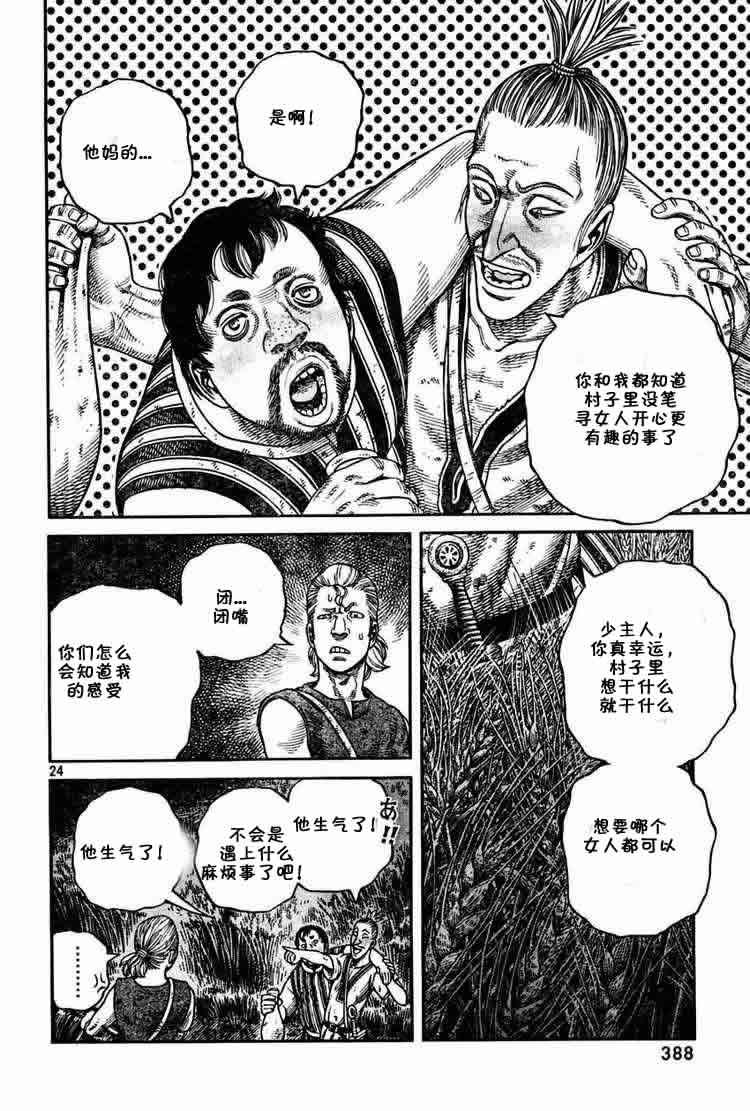 是啊！
他妈的...
你和我都知道
村子里没笔
寻女人开心更
有趣的事了
少主人，
你真幸运，
村子里
想干什么
就干什么
想要哪个
女人都可以
闭...
闭嘴
你们怎么
会知道我
的感受
24
あ!!
他生气了！
不会是
遇上什么
麻烦事了吧！
他生气了！
………
388